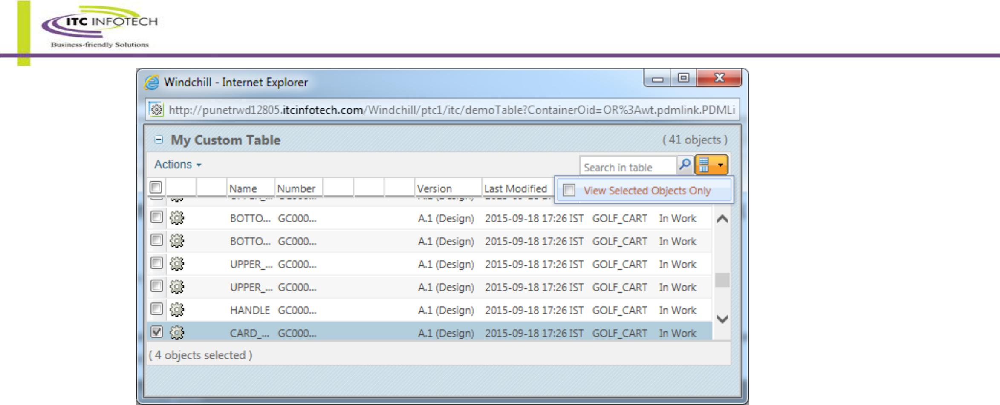 ITC INFOTECH
Business-friendly Solutions
Windchill - Internet Explorer
http://punetrwd12805.itcinfotech.com/Windchill/ptc1/itc/demoTable?ContainerOid=OR%3Awt.pdmlink.PDMLi
My Custom Table ( 41 objects )
Actions Search in table
Name Number Version Last Modified View Selected Objects Only
BOTTO... GC000... A.1 (Design) 2015-09-18 17:26 IST GOLF_CART In Work
BOTTO... GC000... A.1 (Design) 2015-09-18 17:26 IST GOLF_CART In Work
UPPER_... GC000... A.1 (Design) 2015-09-18 17:26 IST GOLF_CART In Work
UPPER_... GC000... A.1 (Design) 2015-09-18 17:26 IST GOLF_CART In Work
HANDLE GC000... A.1 (Design) 2015-09-18 17:26 IST GOLF_CART In Work
CARD_... GC000... A.1 (Design) 2015-09-18 17:26 IST GOLF_CART In Work
( 4 objects selected )